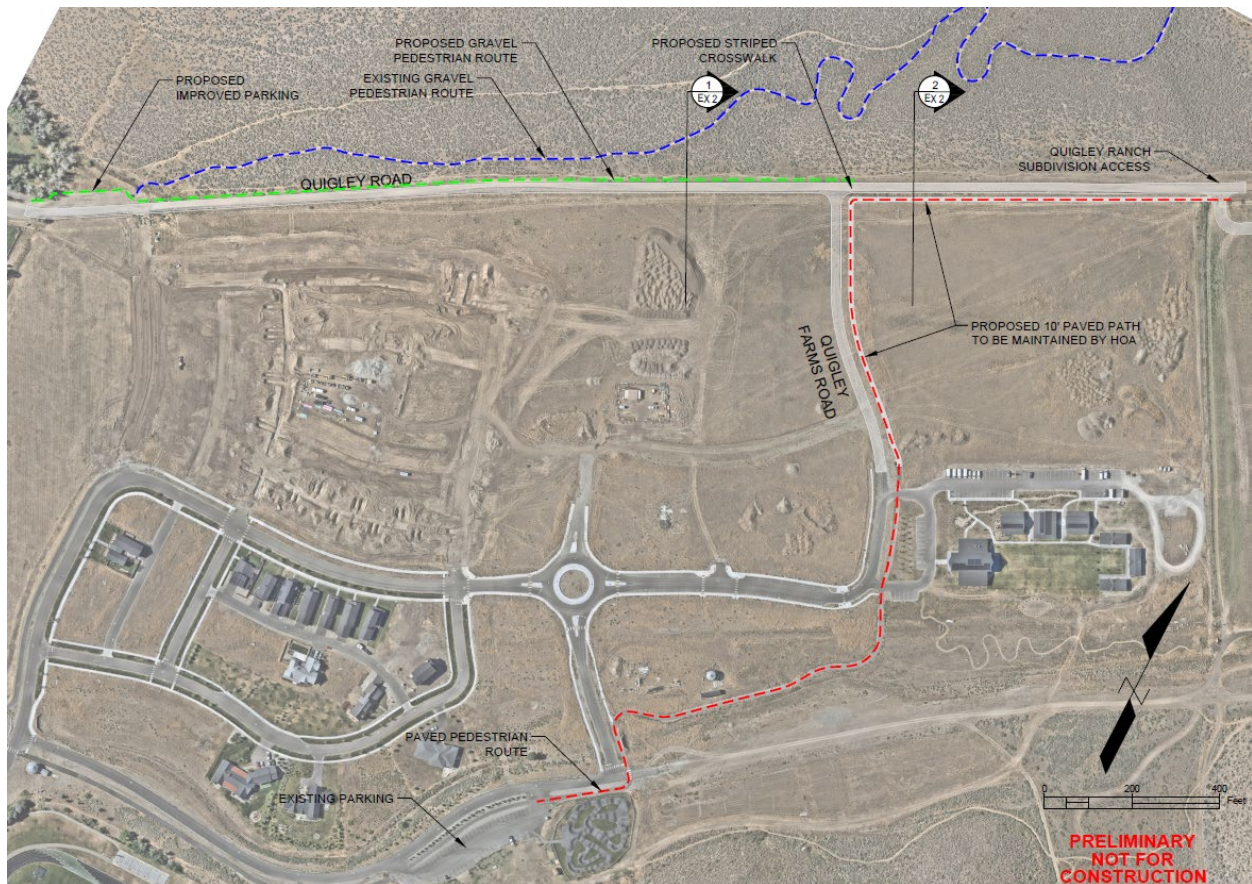 PROPOSED GRAVEL
PEDESTRIAN ROUTE
PROPOSED STRIPED
CROSSWALK
PROPOSED
IMPROVED PARKING
EXISTING GRAVEL
PEDESTRIAN ROUTE
1
EX 2
2
EX 2
QUIGLEY RANCH
SUBDIVISION ACCESS
QUIGLEY ROAD
PROPOSED 10' PAVED PATH
TO BE MAINTAINED BY HOA
QUIGLEY
FARMS ROAD
PAVED PEDESTRIAN
ROUTE
EXISTING PARKING
0
200
400
Feet
PRELIMINARY
NOT FOR
CONSTRUCTION